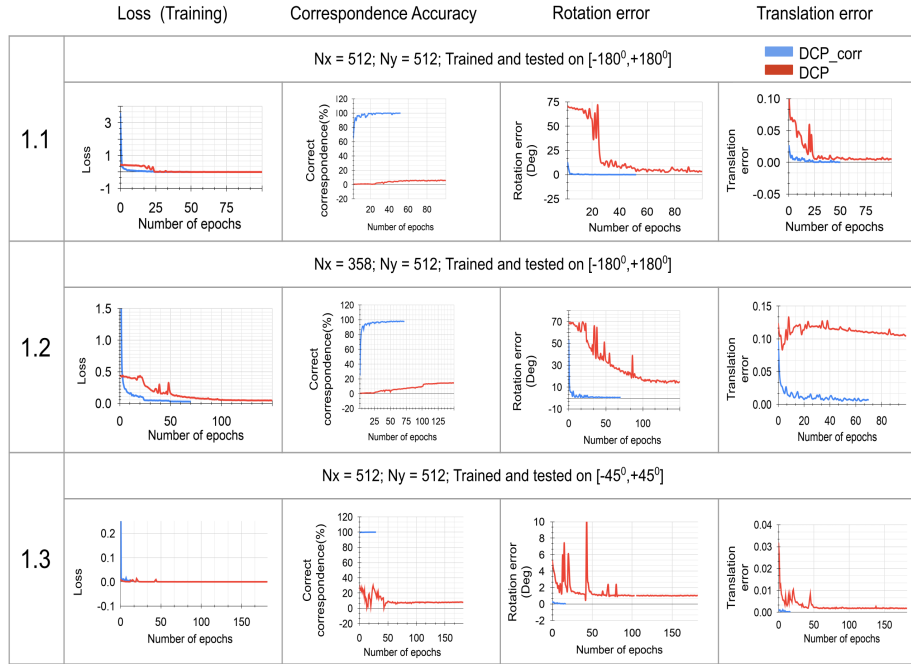 Loss (Training) Correspondence Accuracy Rotation error Translation error
Nx = 512; Ny = 512; Trained and tested on [-180⁰,+180⁰]
DCP_corr
DCP
1.1
Loss
3
1
-1
0 25 50 75
Number of epochs
Correct correspondence(%)
120
100
80
60
40
20
0
-20
20 40 60 80
Number of epochs
Rotation error (Deg)
75
50
25
0
-25
20 40 60 80
Number of epochs
Translation error
0.10
0.05
0.00
-0.05
0 25 50 75
Number of epochs
Nx = 358; Ny = 512; Trained and tested on [-180⁰,+180⁰]
1.2
Loss
1.5
1.0
0.5
0.0
0 50 100
Number of epochs
Correct correspondence(%)
120
100
80
60
40
20
0
-20
25 50 75 100 125
Number of epochs
Rotation error (Deg)
70
50
30
10
-10
50 100
Number of epochs
Translation error
0.15
0.10
0.05
0.00
0 20 40 60 80
Number of epochs
Nx = 512; Ny = 512; Trained and tested on [-45⁰,+45⁰]
1.3
Loss
0.2
0.1
0.0
-0.1
0 50 100 150
Number of epochs
Correct correspondence(%)
120
100
80
60
40
20
0
-20
0 50 100 150
Number of epochs
Rotation error (Deg)
10
8
6
4
2
0
-2
0 50 100 150
Number of epochs
Translation error
0.04
0.03
0.02
0.01
0.00
0 50 100 150
Number of epochs